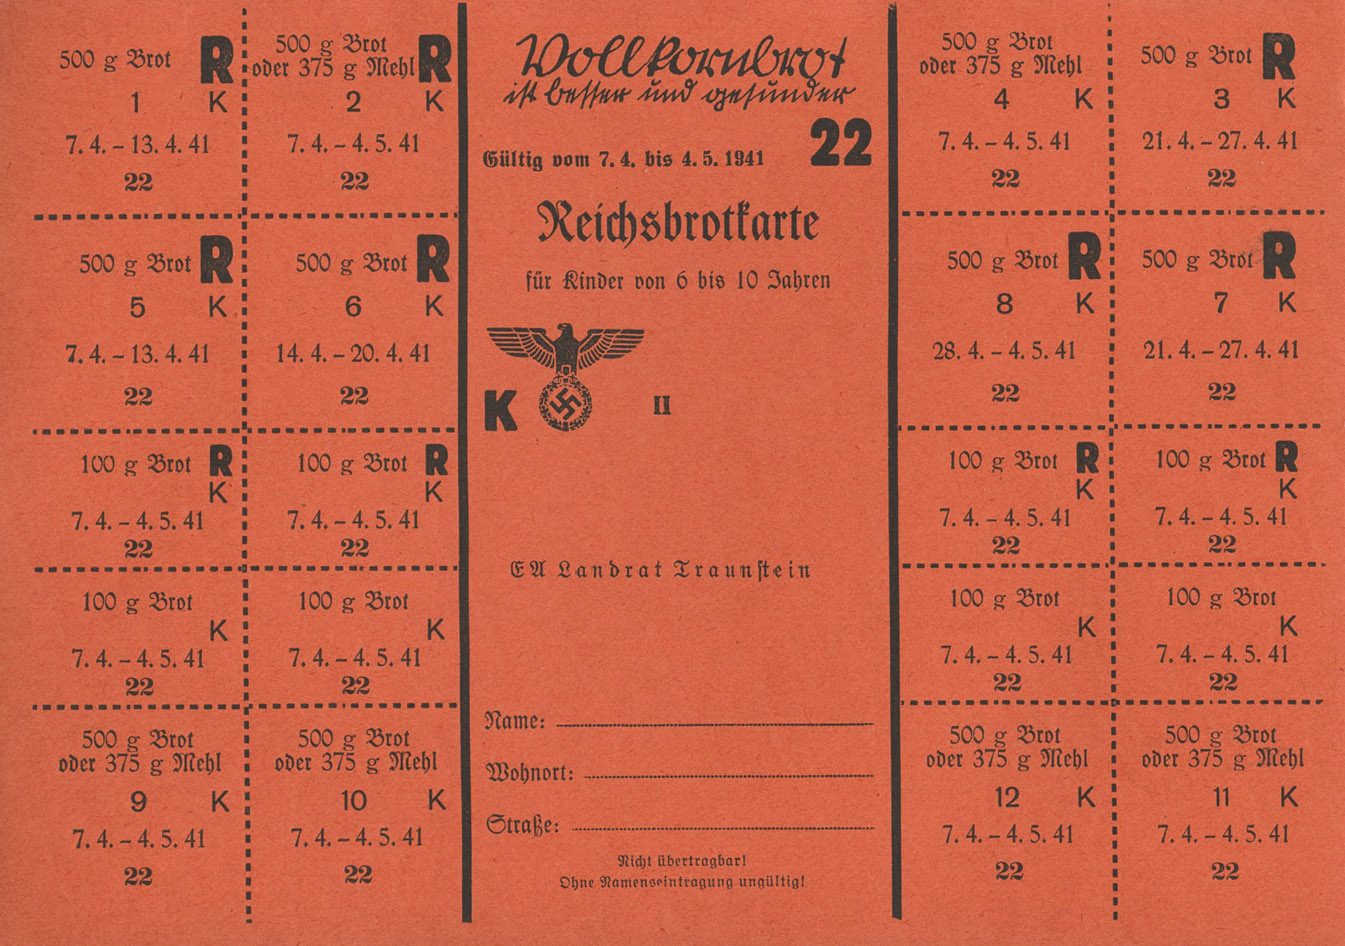 500 g Brot R
1 K
7. 4. – 13. 4. 41
22
500 g Brot
oder 375 g Mehl R
2 K
7. 4. – 4. 5. 41
22
500 g Brot R
5 K
7. 4. – 13. 4. 41
22
500 g Brot R
6 K
14. 4. – 20. 4. 41
22
100 g Brot R
K
7. 4. – 4. 5. 41
22
100 g Brot R
K
7. 4. – 4. 5. 41
22
100 g Brot
K
7. 4. – 4. 5. 41
22
100 g Brot
K
7. 4. – 4. 5. 41
22
500 g Brot
oder 375 g Mehl
9 K
7. 4. – 4. 5. 41
22
500 g Brot
oder 375 g Mehl
10 K
7. 4. – 4. 5. 41
22
Vollkornbrot
ist besser und gesünder
22
Gültig vom 7. 4. bis 4. 5. 1941
Reichsbrotkarte
für Kinder von 6 bis 10 Jahren
K II
EA Landrat Traunstein
Name:
Wohnort:
Straße:
Nicht übertragbar!
Ohne Namenseintragung ungültig!
500 g Brot
oder 375 g Mehl
4 K
7. 4. – 4. 5. 41
22
500 g Brot R
3 K
21. 4. – 27. 4. 41
22
500 g Brot R
8 K
28. 4. – 4. 5. 41
22
500 g Brot R
7 K
21. 4. – 27. 4. 41
22
100 g Brot R
K
7. 4. – 4. 5. 41
22
100 g Brot R
K
7. 4. – 4. 5. 41
22
100 g Brot
K
7. 4. – 4. 5. 41
22
100 g Brot
K
7. 4. – 4. 5. 41
22
500 g Brot
oder 375 g Mehl
12 K
7. 4. – 4. 5. 41
22
500 g Brot
oder 375 g Mehl
11 K
7. 4. – 4. 5. 41
22